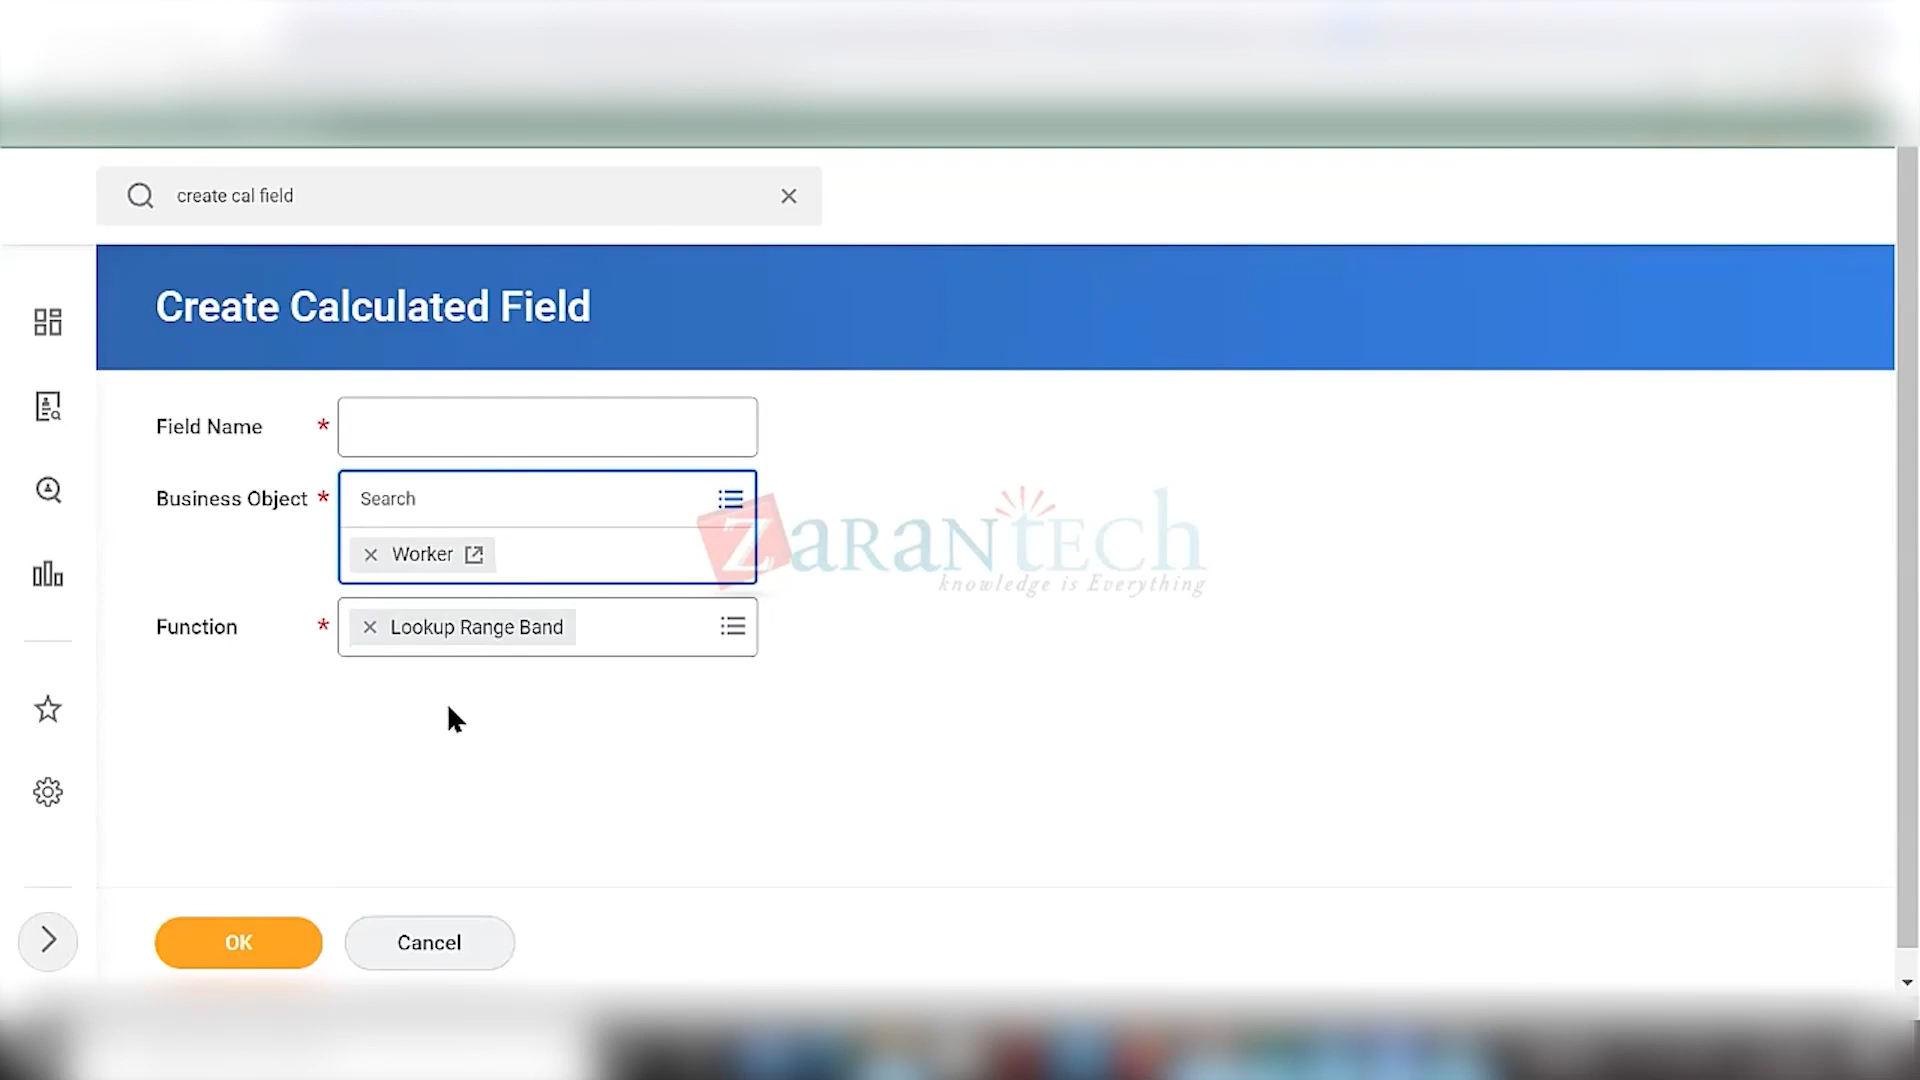 create cal field
Create Calculated Field
Field Name *
Business Object * Search
Worker
Function * Lookup Range Band
ZaranTech
knowledge is Everything
OK Cancel